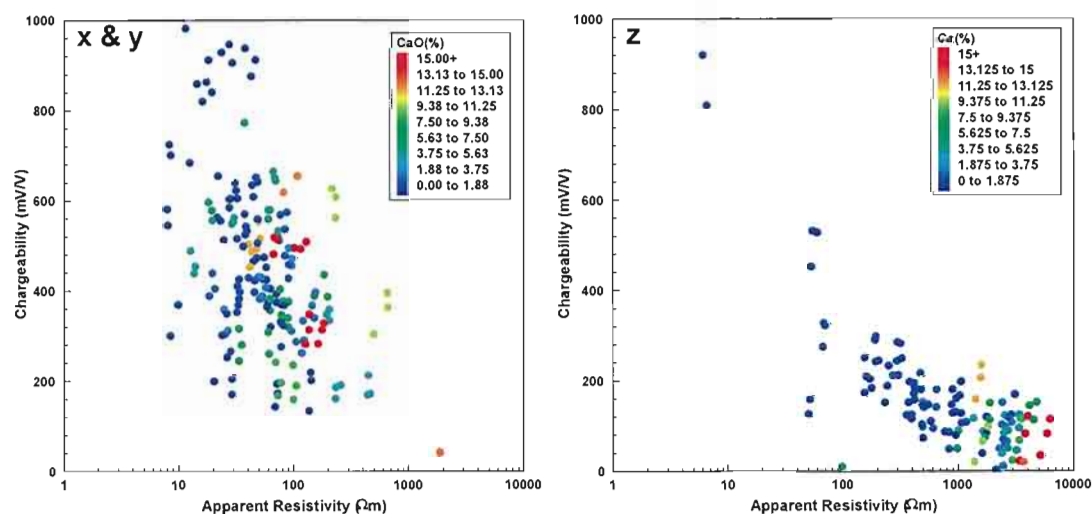 x & y
CaO(%)
15.00+
13.13 to 15.00
11.25 to 13.13
9.38 to 11.25
7.50 to 9.38
5.63 to 7.50
3.75 to 5.63
1.88 to 3.75
0.00 to 1.88
1000
800
600
400
200
0
Chargeability (mV/V)
1 10 100 1000 10000
Apparent Resistivity (Ωm)
z
Ca(%)
15+
13.125 to 15
11.25 to 13.125
9.375 to 11.25
7.5 to 9.375
5.625 to 7.5
3.75 to 5.625
1.875 to 3.75
0 to 1.875
1000
800
600
400
200
0
Chargeability (mV/V)
1 10 100 1000 10000
Apparent Resistivity (Ωm)